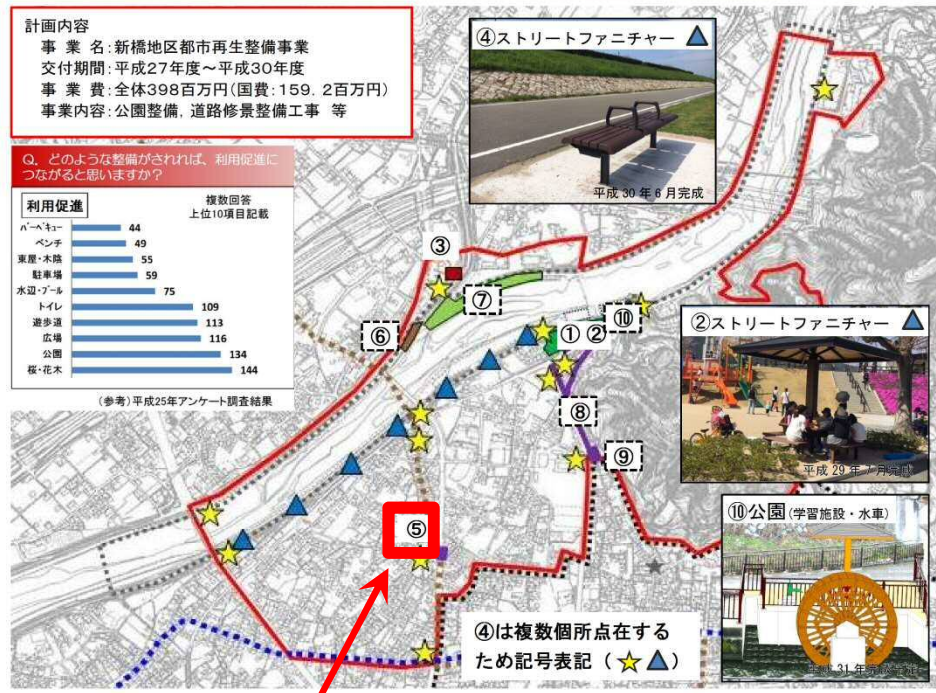 計画内容
事 業 名:新橋地区都市再生整備事業
交付期間:平成27年度~平成30年度
事 業 費:全体398百万円(国費:159.2百万円)
事業内容:公園整備,道路修景整備工事 等
Q. どのような整備がされれば、利用促進に
つながると思いますか?
利用促進
複数回答
上位10項目記載
バーベキュー 44
ベンチ 49
東屋・木陰 55
駐車場 59
水辺・プール 75
トイレ 109
遊歩道 113
広場 116
公園 134
桜・花木 144
(参考)平成25年アンケート調査結果
④ストリートファニチャー
平成30年6月完成
③
⑦
⑥
① ②
⑩
②ストリートファニチャー
平成29年7月完成
⑧
⑨
⑤
⑩公園(学習施設・水車)
④は複数個所点在する
ため記号表記(★▲)